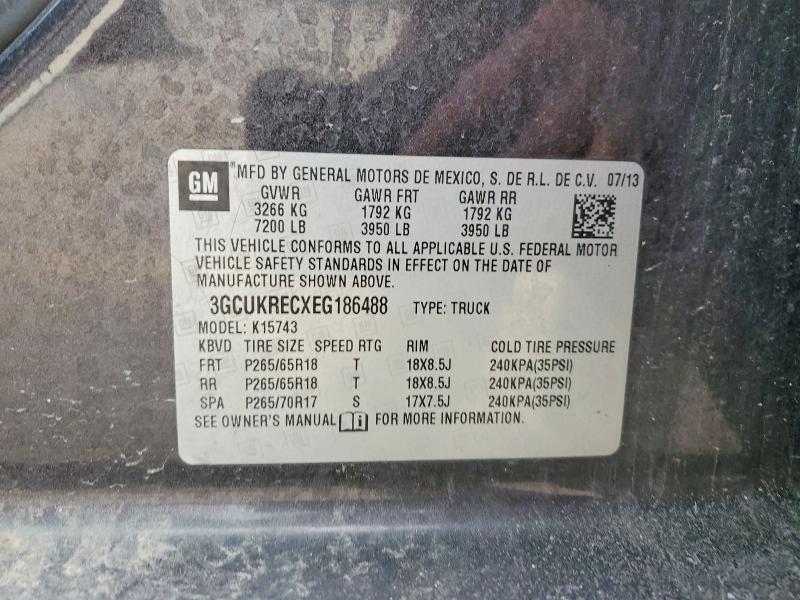 GM ®MFD BY GENERAL MOTORS DE MEXICO, S. DE R.L. DE C.V. 07/13
GVWR GAWR FRT GAWR RR
3266 KG 1792 KG 1792 KG
7200 LB 3950 LB 3950 LB
THIS VEHICLE CONFORMS TO ALL APPLICABLE U.S. FEDERAL MOTOR
VEHICLE SAFETY STANDARDS IN EFFECT ON THE DATE OF
MANUFACTURE SHOWN ABOVE.
3GCUKRECXEG186488 TYPE: TRUCK
MODEL: K15743
KBVD TIRE SIZE SPEED RTG RIM COLD TIRE PRESSURE
FRT P265/65R18 T 18X8.5J 240KPA(35PSI)
RR P265/65R18 T 18X8.5J 240KPA(35PSI)
SPA P265/70R17 S 17X7.5J 240KPA(35PSI)
SEE OWNER'S MANUAL FOR MORE INFORMATION.